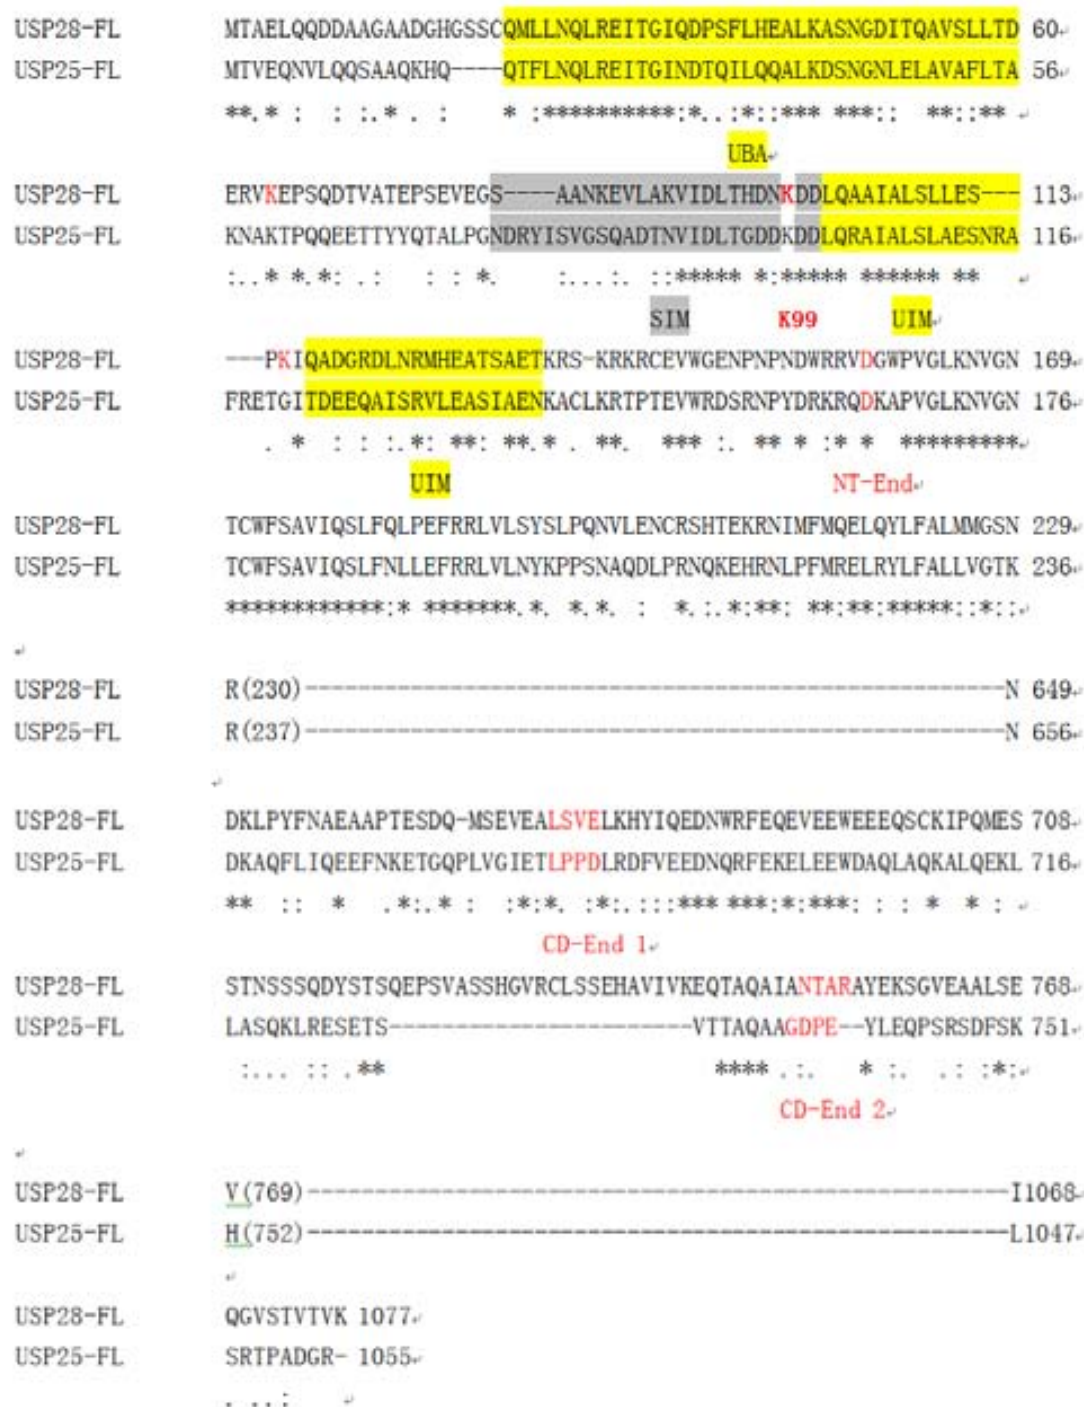 USP28-FL MTAELQQDDAAGAADGHGSSCQMLLNQLREITGIQDPSFLHEALKASNGDITQAVSLLTD 60
USP25-FL MTVEQNVLQQSAAQKHQ----QTFLNQLREITGINDTQILQQALKDSNGNLELAVAFLTA 56
**.* : : :.* . : * :**********:*..:*::*** ***:: **::**
UBA
USP28-FL ERVKEPSQDTVATEPSEVEGS----AANKEVLAKVIDLTHDNKDDLQAAIALSLLES--- 113
USP25-FL KNAKTPQQEETTYYQTALPGNDRYISVGSQADTNVIDLTGDDKDDLQRAIALSLAESNRA 116
:..* *.*: .: : : *. :...:. ::***** *:***** ****** **
SIM K99 UIM
USP28-FL ---PKIQADGRDLNRMHEATSAETKRS-KRKRCEVWGENPNPNDWRRVDGWPVGLKNVGN 169
USP25-FL FRETGITDEEQAISRVLEASIAENKACLKRTPTEVWRDSRNPYDRKRQDKAPVGLKNVGN 176
. * : : :.*: **: **.* . **. *** :. ** * :* * *********
UIM NT-End
USP28-FL TCWFSAVIQSLFQLPEFRRLVLSYSLPQNVLENCRSHTEKRNIMFMQELQYLFALMMGSN 229
USP25-FL TCWFSAVIQSLFNLLEFRRLVLNYKPPSNAQDLPRNQKEHRNLPFMRELRYLFALLVGTK 236
************:* *******.*. *.*. : *.:.*:**: **:**:*****::*::
USP28-FL R(230)------------------------------------------------------N 649
USP25-FL R(237)------------------------------------------------------N 656
USP28-FL DKLPYFNAEAAPTESDQ-MSEVEALSVELKHYIQEDNWRFEQEVEEWEEEQSCKIPQMES 708
USP25-FL DKAQFLIQEEFNKETGQPLVGIETLPPDLRDFVEEDNQRFEKELEEWDAQLAQKALQEKL 716
** :: * .*:.* : :*:*. :*:.:::*** ***:*:***: : : * * :
CD-End 1
USP28-FL STNSSSQDYSTSQEPSVASSHGVRCLSSEHAVIVKEQTAQAIANTARAYEKSGVEAALSE 768
USP25-FL LASQKLRESETS-----------------------VTTAQAAGDPE--YLEQPSRSDFSK 751
:... :: .** **** .:. * :. .: :*:
CD-End 2
USP28-FL V(769)------------------------------------------------------I1068
USP25-FL H(752)------------------------------------------------------L1047
USP28-FL QGVSTVTVK 1077
USP25-FL SRTPADGR- 1055
. ..: